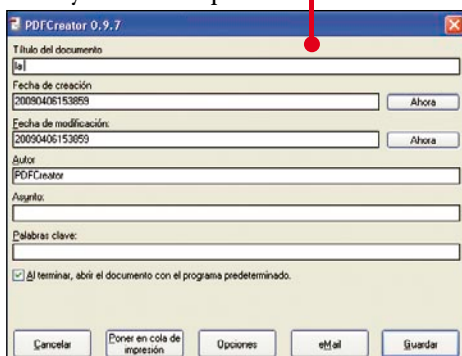 PDFCreator 0.9.7
Título del documento
la
Fecha de creación
20090406153859 Ahora
Fecha de modificación:
20090406153859 Ahora
Autor
PDFCreator
Asunto:
Palabras clave:
Al terminar, abrir el documento con el programa predeterminado.
Cancelar Poner en cola de impresión Opciones eMail Guardar